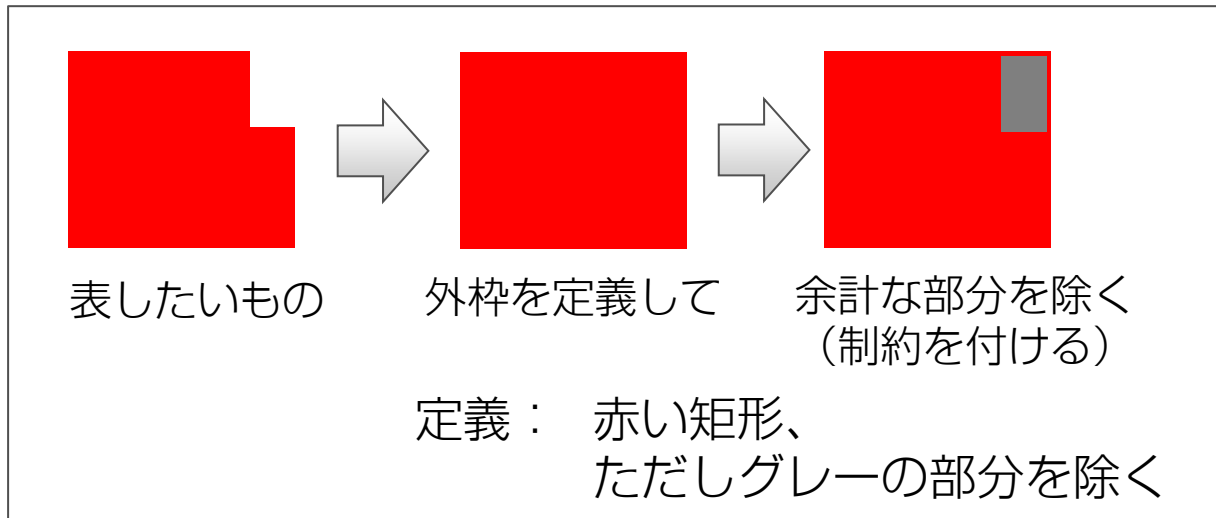 表したいもの
外枠を定義して
余計な部分を除く
（制約を付ける）
定義： 赤い矩形、
ただしグレーの部分を除く